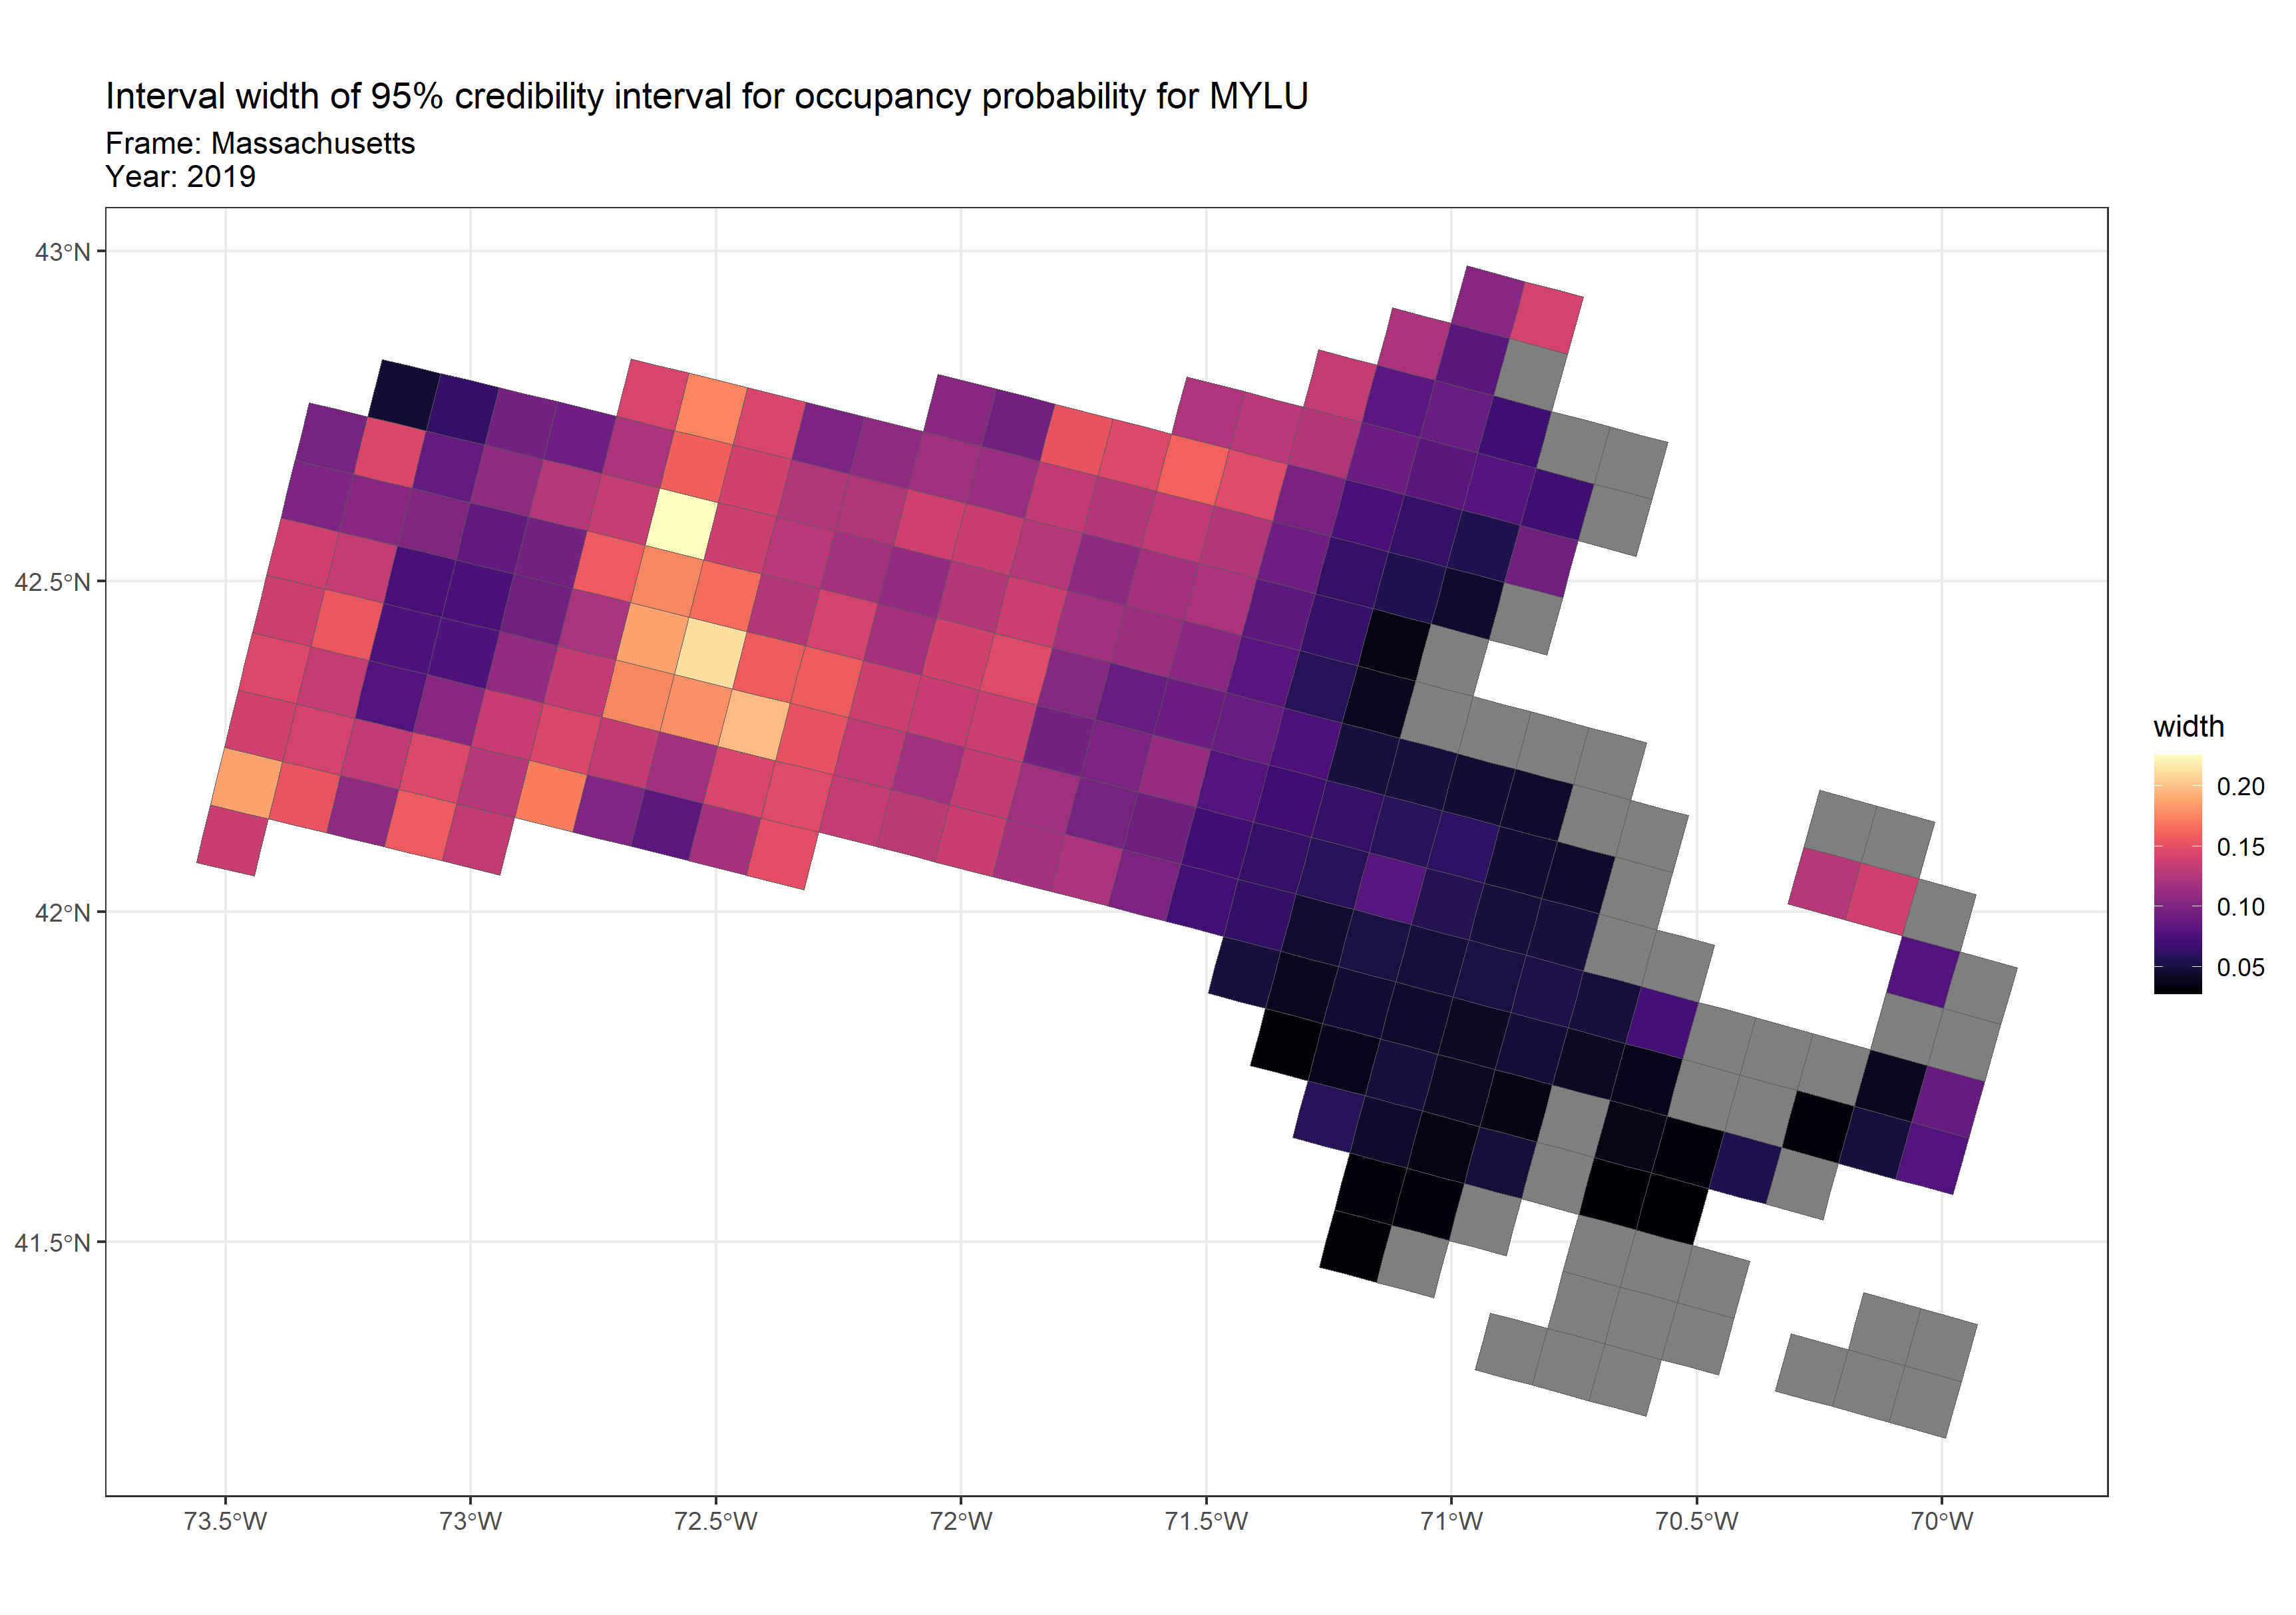 Interval width of 95% credibility interval for occupancy probability for MYLU
Frame: Massachusetts
Year: 2019
43°N
42.5°N
42°N
41.5°N
73.5°W
73°W
72.5°W
72°W
71.5°W
71°W
70.5°W
70°W
width
0.20
0.15
0.10
0.05